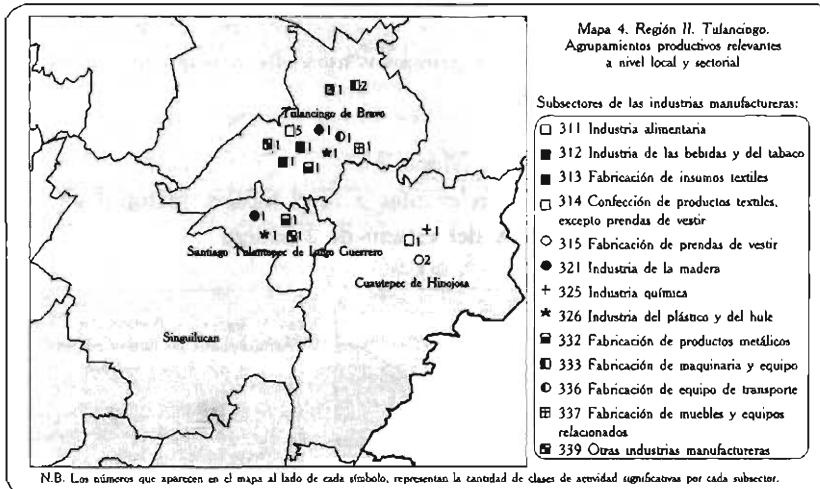 Mapa 4. Región II. Tulancingo.
Agrupamientos productivos relevantes
a nivel local y sectorial
Subsectores de las industrias manufactureras:
311 Industria alimentaria
312 Industria de las bebidas y del tabaco
313 Fabricación de insumos textiles
314 Confección de productos textiles,
excepto prendas de vestir
315 Fabricación de prendas de vestir
321 Industria de la madera
325 Industria química
326 Industria del plástico y del hule
332 Fabricación de productos metálicos
333 Fabricación de maquinaria y equipo
336 Fabricación de equipo de transporte
337 Fabricación de muebles y equipos
relacionados
339 Otras industrias manufactureras
1 2
Tulancingo de Bravo
5 1 1
1 1 1 1
1 1
1 1
1 1
Santiago Tulantepec de Lugo Guerrero
1
1
2
Cuautepec de Hinojosa
Singuilucan
N.B. Los números que aparecen en el mapa al lado de cada símbolo, representan la cantidad de clases de actividad significativas por cada subsector.